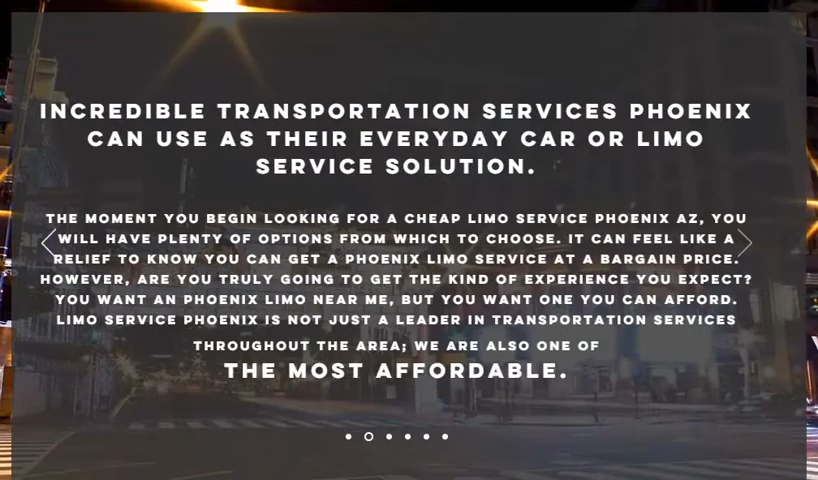 INCREDIBLE TRANSPORTATION SERVICES PHOENIX
CAN USE AS THEIR EVERYDAY CAR OR LIMO
SERVICE SOLUTION.
THE MOMENT YOU BEGIN LOOKING FOR A CHEAP LIMO SERVICE PHOENIX AZ, YOU
WILL HAVE PLENTY OF OPTIONS FROM WHICH TO CHOOSE. IT CAN FEEL LIKE A
RELIEF TO KNOW YOU CAN GET A PHOENIX LIMO SERVICE AT A BARGAIN PRICE.
HOWEVER, ARE YOU TRULY GOING TO GET THE KIND OF EXPERIENCE YOU EXPECT?
YOU WANT AN PHOENIX LIMO NEAR ME, BUT YOU WANT ONE YOU CAN AFFORD.
LIMO SERVICE PHOENIX IS NOT JUST A LEADER IN TRANSPORTATION SERVICES
THROUGHOUT THE AREA; WE ARE ALSO ONE OF
THE MOST AFFORDABLE.